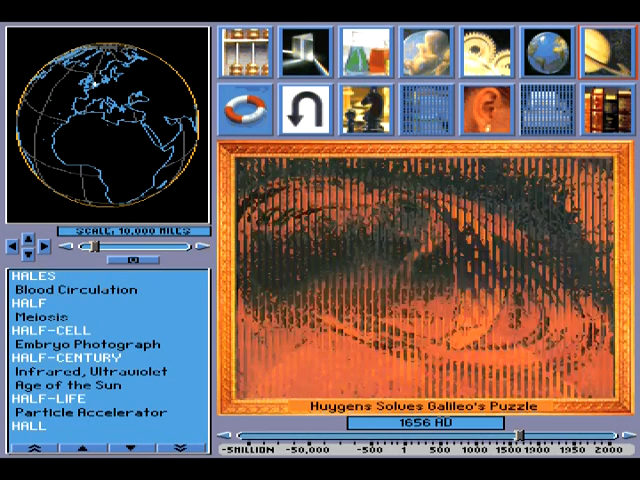 SCALE: 10,000 MILES
HALES
Blood Circulation
HALF
Meiosis
HALF-CELL
Embryo Photograph
HALF-CENTURY
Infrared, Ultraviolet
Age of the Sun
HALF-LIFE
Particle Accelerator
HALL
Huygens Solves Galileo's Puzzle
1656 AD
-5MILLION -50,000 -500 1 500 1000 1500 1900 1950 2000